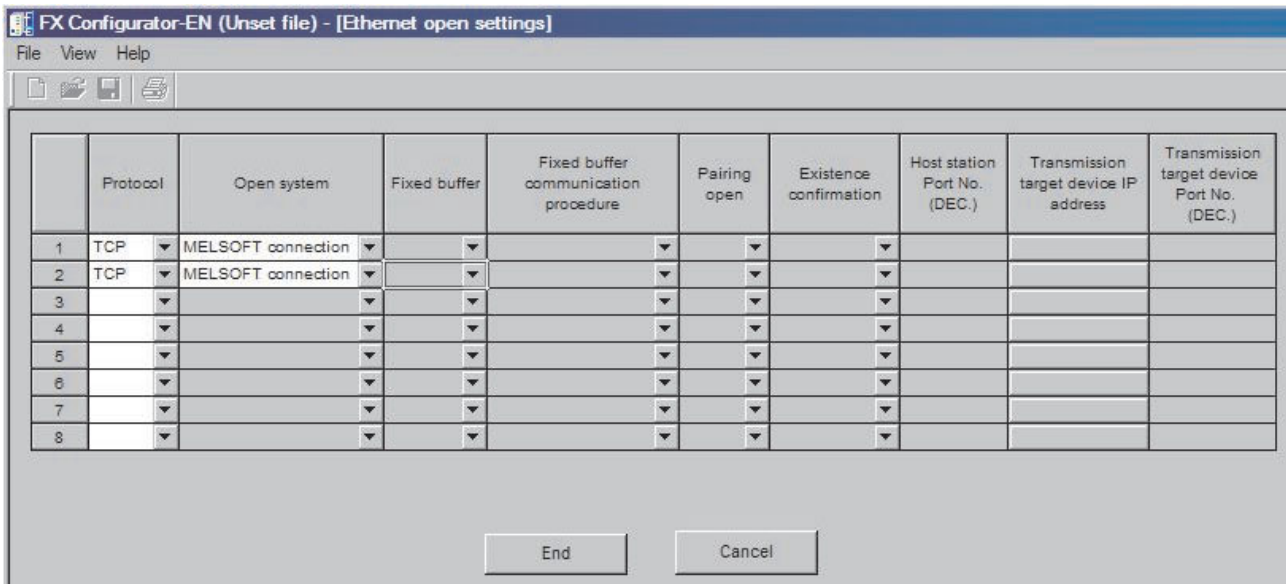 FX Configurator-EN (Unset file) - [Ethernet open settings]
File View Help
Protocol
Open system
Fixed buffer
Fixed buffer
communication
procedure
Pairing
open
Existence
confirmation
Host station
Port No.
(DEC.)
Transmission
target device IP
address
Transmission
target device
Port No.
(DEC.)
1 TCP MELSOFT connection
2 TCP MELSOFT connection
3
4
5
6
7
8
End Cancel